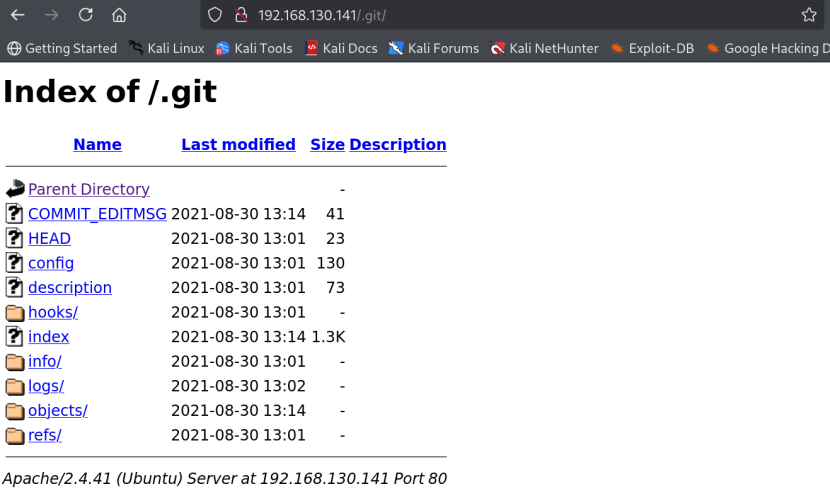 192.168.130.141/.git/
Getting Started Kali Linux Kali Tools Kali Docs Kali Forums Kali NetHunter Exploit-DB Google Hacking D
Index of /.git
Name Last modified Size Description
Parent Directory -
COMMIT_EDITMSG 2021-08-30 13:14 41
HEAD 2021-08-30 13:01 23
config 2021-08-30 13:01 130
description 2021-08-30 13:01 73
hooks/ 2021-08-30 13:01 -
index 2021-08-30 13:14 1.3K
info/ 2021-08-30 13:01 -
logs/ 2021-08-30 13:02 -
objects/ 2021-08-30 13:14 -
refs/ 2021-08-30 13:01 -
Apache/2.4.41 (Ubuntu) Server at 192.168.130.141 Port 80